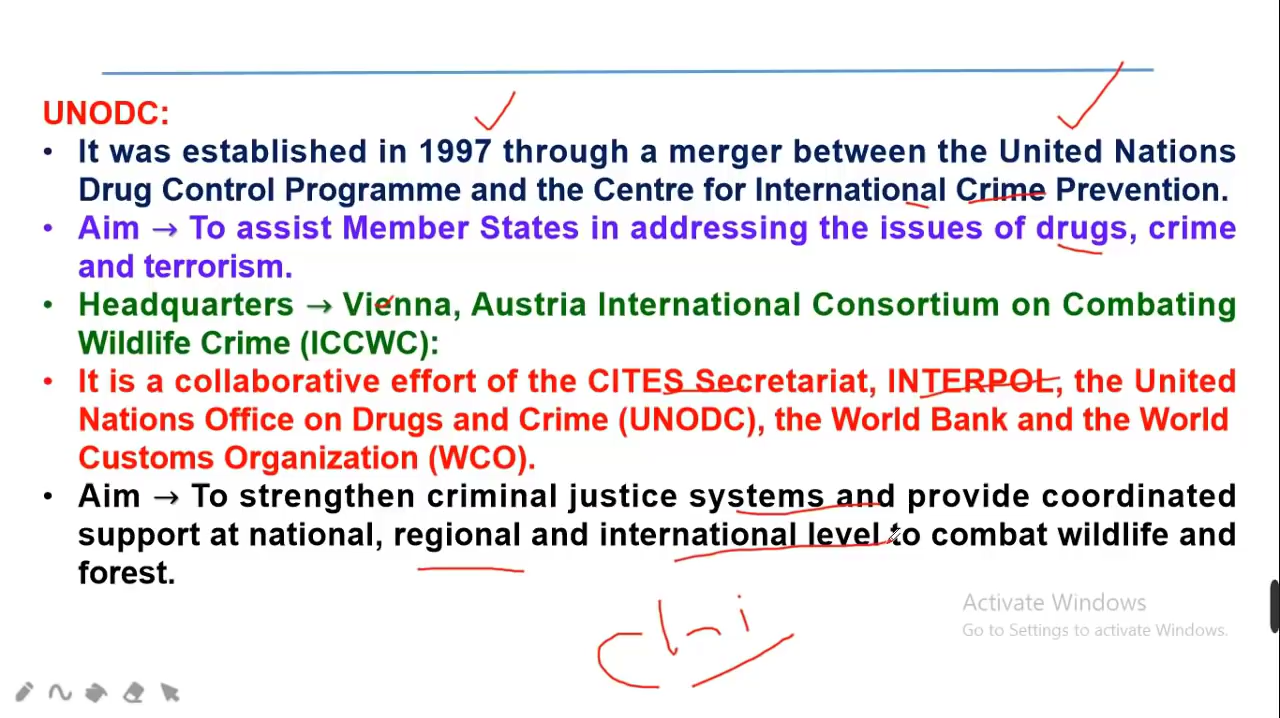 UNODC:
• It was established in 1997 through a merger between the United Nations
Drug Control Programme and the Centre for International Crime Prevention.
• Aim → To assist Member States in addressing the issues of drugs, crime
and terrorism.
• Headquarters → Vienna, Austria International Consortium on Combating
Wildlife Crime (ICCWC):
• It is a collaborative effort of the CITES Secretariat, INTERPOL, the United
Nations Office on Drugs and Crime (UNODC), the World Bank and the World
Customs Organization (WCO).
• Aim → To strengthen criminal justice systems and provide coordinated
support at national, regional and international level to combat wildlife and
forest.
Activate Windows
Go to Settings to activate Windows.